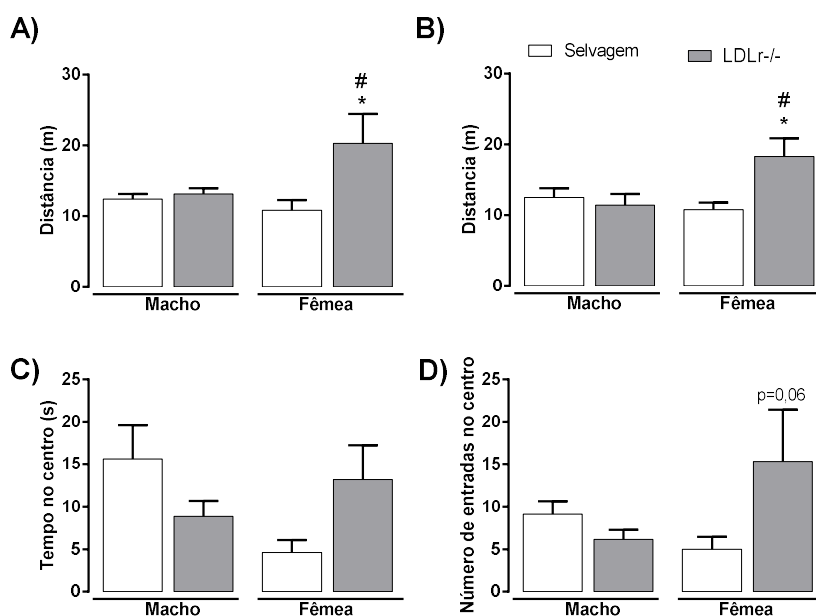 A)
Distância (m)
30
20
10
0
#
*
Macho
Fêmea
B)
Selvagem
LDLr-/-
Distancia (m)
30
20
10
0
#
*
Macho
Fêmea
C)
Tempo no centro (s)
25
20
15
10
5
0
Macho
Fêmea
D)
Número de entradas no centro
25
20
15
10
5
0
p=0,06
Macho
Fêmea